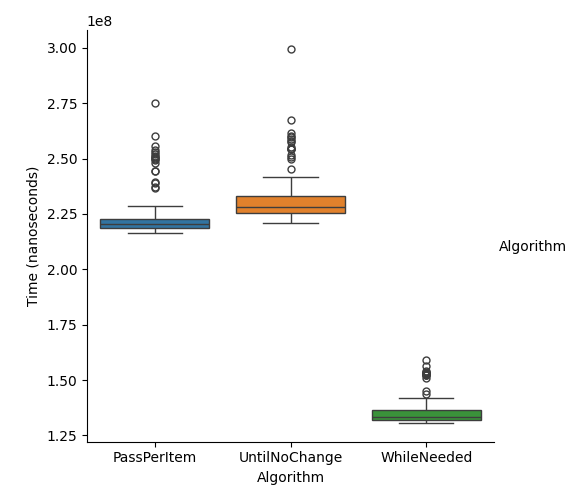 1e8
3.00
2.75
2.50
2.25
2.00
1.75
1.50
1.25
Time (nanoseconds)
PassPerItem UntilNoChange WhileNeeded
Algorithm
Algorithm